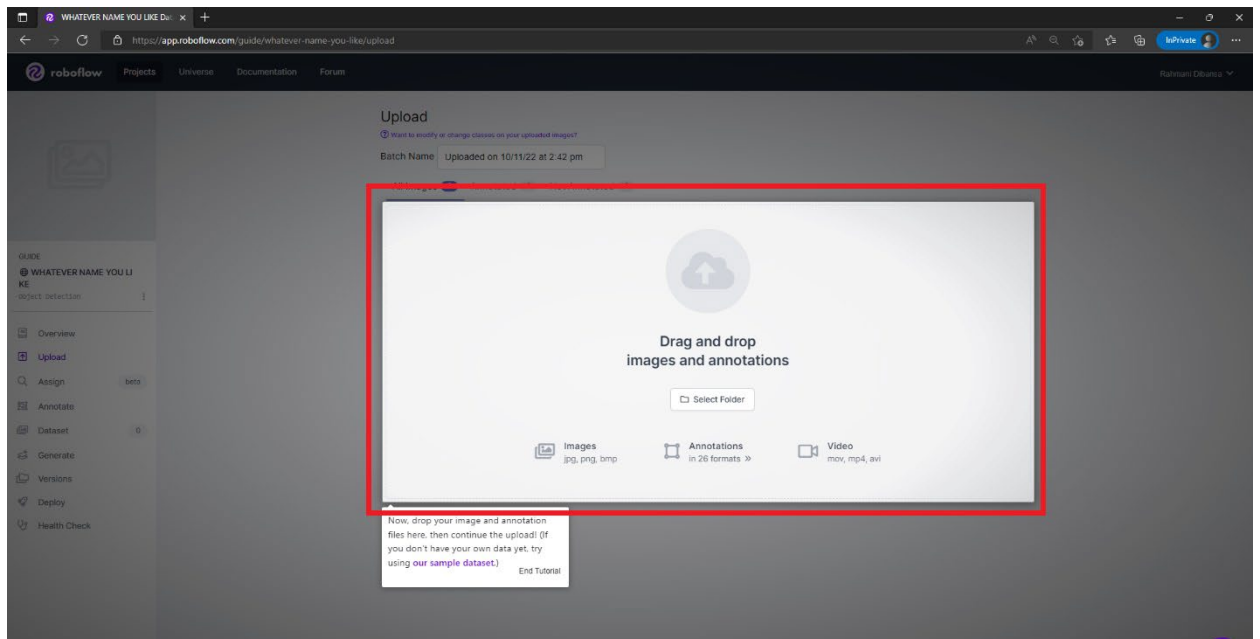 WHATEVER NAME YOU LIKE Dat
https://app.roboflow.com/guide/whatever-name-you-like/upload
InPrivate
roboflow
Projects
Universe
Documentation
Forum
Upload
Want to modify or change classes on your uploaded images?
Batch Name
Uploaded on 10/11/22 at 2:42 pm
GUIDE
WHATEVER NAME YOU LI
KE
Object Detection
Overview
Upload
Assign
beta
Annotate
Dataset
0
Generate
Versions
Deploy
Health Check
Drag and drop
images and annotations
Select Folder
Images
jpg, png, bmp
Annotations
in 26 formats »
Video
mov, mp4, avi
Now, drop your image and annotation
files here, then continue the upload! (If
you don't have your own data yet, try
using our sample dataset.)
End Tutorial